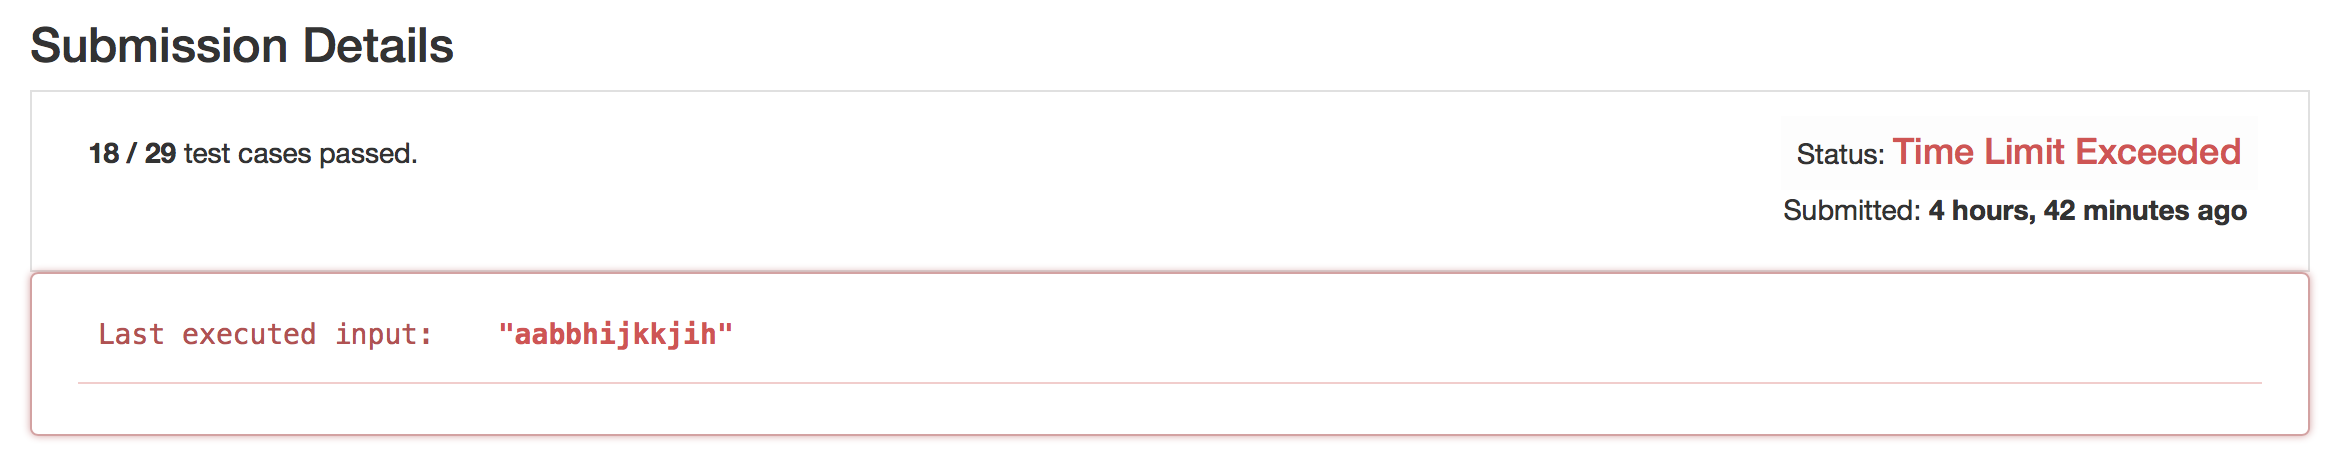 Submission Details
18 / 29 test cases passed.
Status: Time Limit Exceeded
Submitted: 4 hours, 42 minutes ago
Last executed input: "aabbhijkkjih"